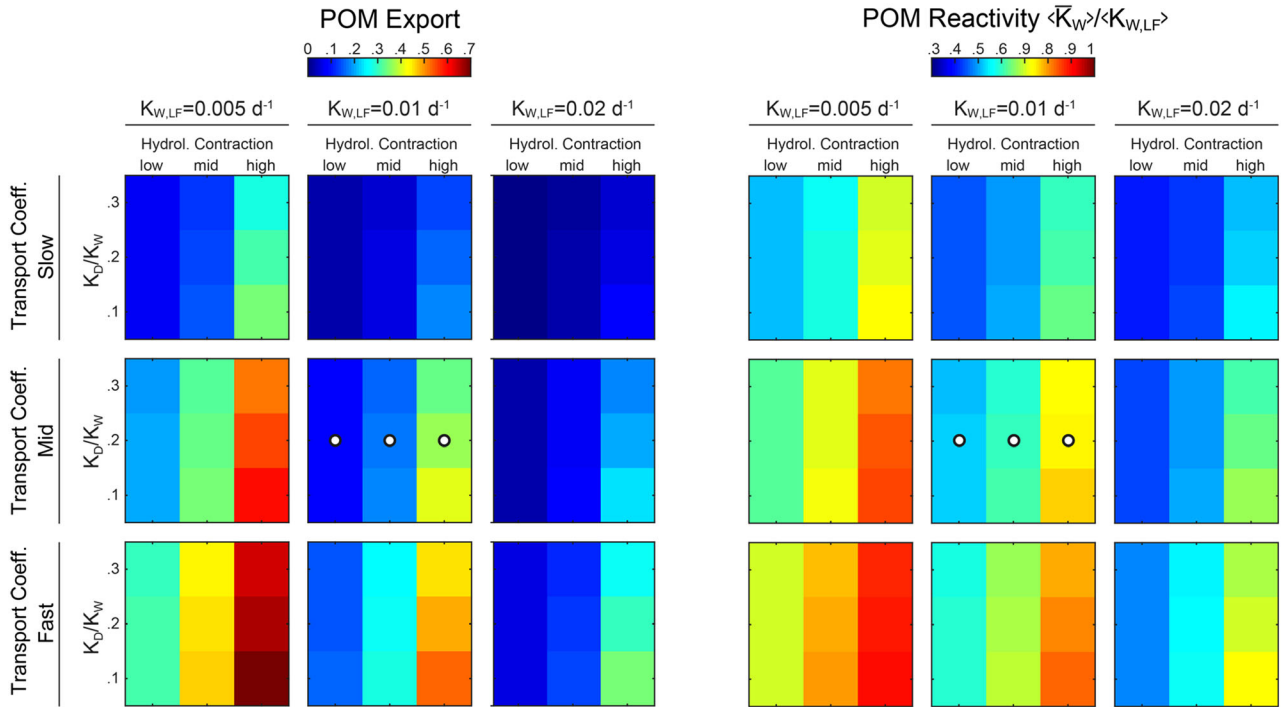 POM Export
0 .1 .2 .3 .4 .5 .6 .7
K_W,LF=0.005 d⁻¹ K_W,LF=0.01 d⁻¹ K_W,LF=0.02 d⁻¹
Hydrol. Contraction Hydrol. Contraction Hydrol. Contraction
low mid high low mid high low mid high
POM Reactivity <K̅_W>/<K_W,LF>
.3 .4 .5 .6 .9 .8 .9 1
K_W,LF=0.005 d⁻¹ K_W,LF=0.01 d⁻¹ K_W,LF=0.02 d⁻¹
Hydrol. Contraction Hydrol. Contraction Hydrol. Contraction
low mid high low mid high low mid high
Transport Coeff.
Slow
K_D/K_W
.3
.2
.1
Transport Coeff.
Mid
K_D/K_W
.3
.2
.1
Transport Coeff.
Fast
K_D/K_W
.3
.2
.1